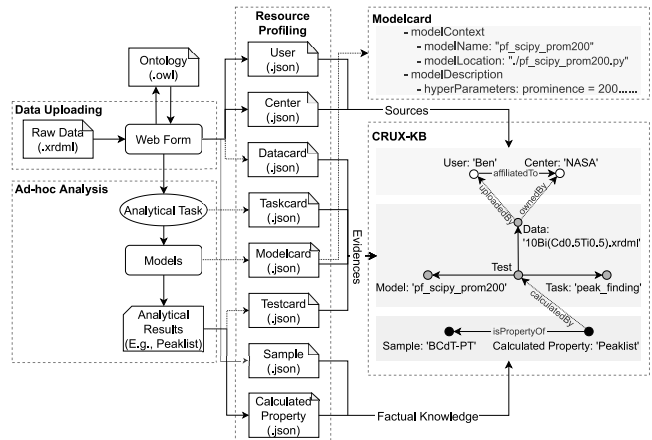 Resource
Profiling
Ontology
(.owl)
Data Uploading
Raw Data
(.xrdml)
Web Form
Ad-hoc Analysis
Analytical Task
Models
Analytical
Results
(E.g., Peaklist)
User
(.json)
Center
(.json)
Datacard
(.json)
Taskcard
(.json)
Modelcard
(.json)
Testcard
(.json)
Sample
(.json)
Calculated
Property
(.json)
Modelcard
- modelContext
- modelName: "pf_scipy_prom200"
- modelLocation: "./pf_scipy_prom200.py"
- modelDescription
- hyperParameters: prominence = 200......
Sources
Evidences
Factual Knowledge
CRUX-KB
User: 'Ben'
Center: 'NASA'
affiliatedTo
uploadedBy
ownedBy
Data:
'10Bi(Cd0.5Ti0.5).xrdml'
Test
Model: 'pf_scipy_prom200'
Task: 'peak_finding'
calculatedBy
isPropertyOf
Sample: 'BCdT-PT'
Calculated Property: 'Peaklist'